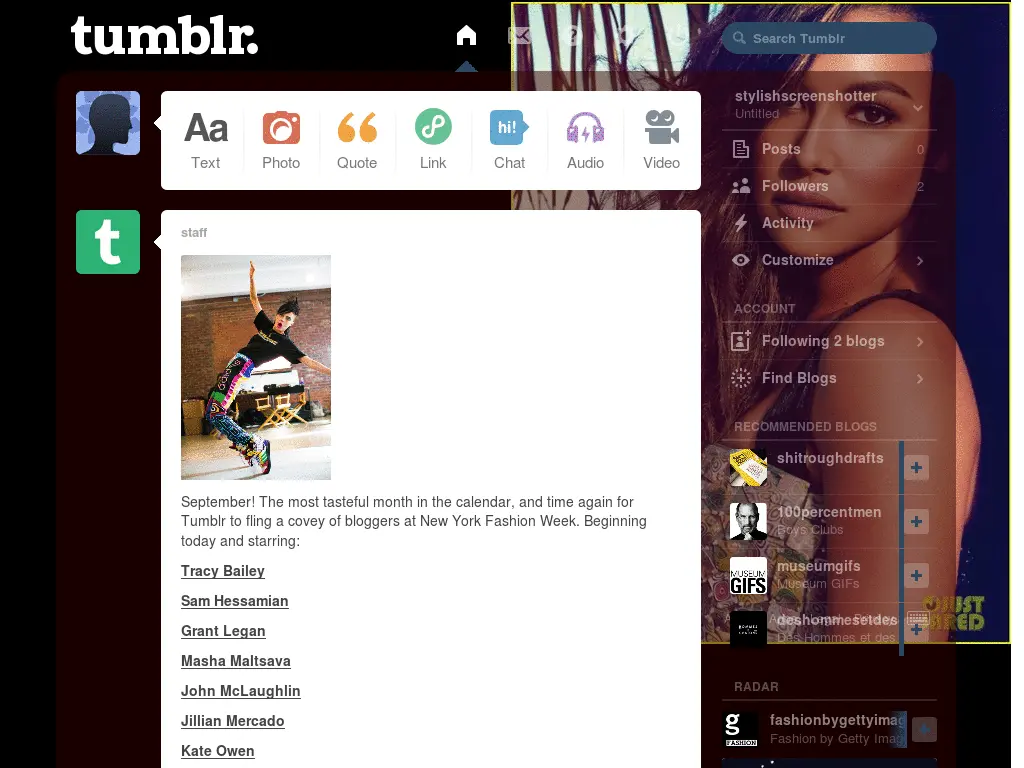 tumblr.
Search Tumblr
Aa
Text
Photo
Quote
Link
hi!
Chat
Audio
Video
stylishscreenshotter
Untitled
Posts 0
Followers 2
Activity
Customize
ACCOUNT
Following 2 blogs
Find Blogs
RECOMMENDED BLOGS
shitroughdrafts
100percentmen
Boys Clubs
MUSEUM
GIFS
museumgifs
Museum GIFs
deshommesetdes
Des Hommes et des
JUST
JARED
RADAR
g
FASHION
fashionbygettyimag
Fashion by Getty Imag
t
staff
September! The most tasteful month in the calendar, and time again for
Tumblr to fling a covey of bloggers at New York Fashion Week. Beginning
today and starring:
Tracy Bailey
Sam Hessamian
Grant Legan
Masha Maltsava
John McLaughlin
Jillian Mercado
Kate Owen